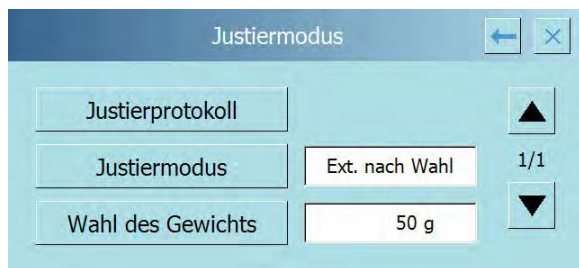 Justiermodus
Justierprotokoll
Justiermodus Ext. nach Wahl 1/1
Wahl des Gewichts 50 g